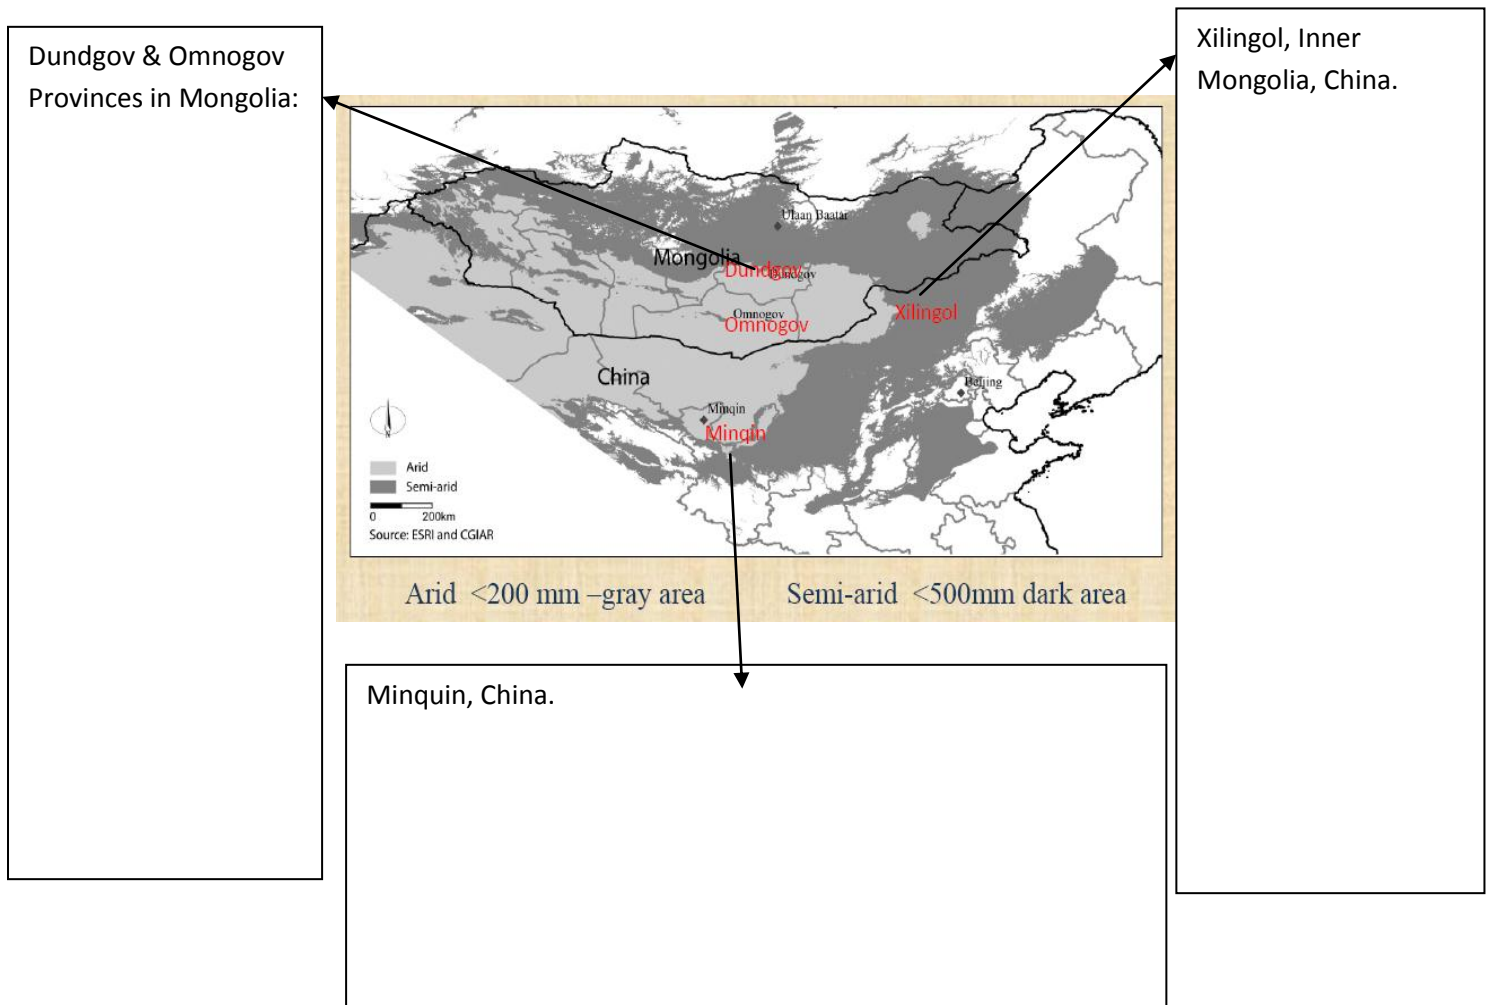 Dundgov & Omnogov
Provinces in Mongolia:
Xilingol, Inner
Mongolia, China.
Ulaan Baatar
Mongolia
Dundgov
Dundgov
Omnogov
Omnogov
Xilingol
China
Beijing
Minqin
Minqin
N
Arid
Semi-arid
0 200km
Source: ESRI and CGIAR
Arid <200 mm –gray area Semi-arid <500mm dark area
Minquin, China.